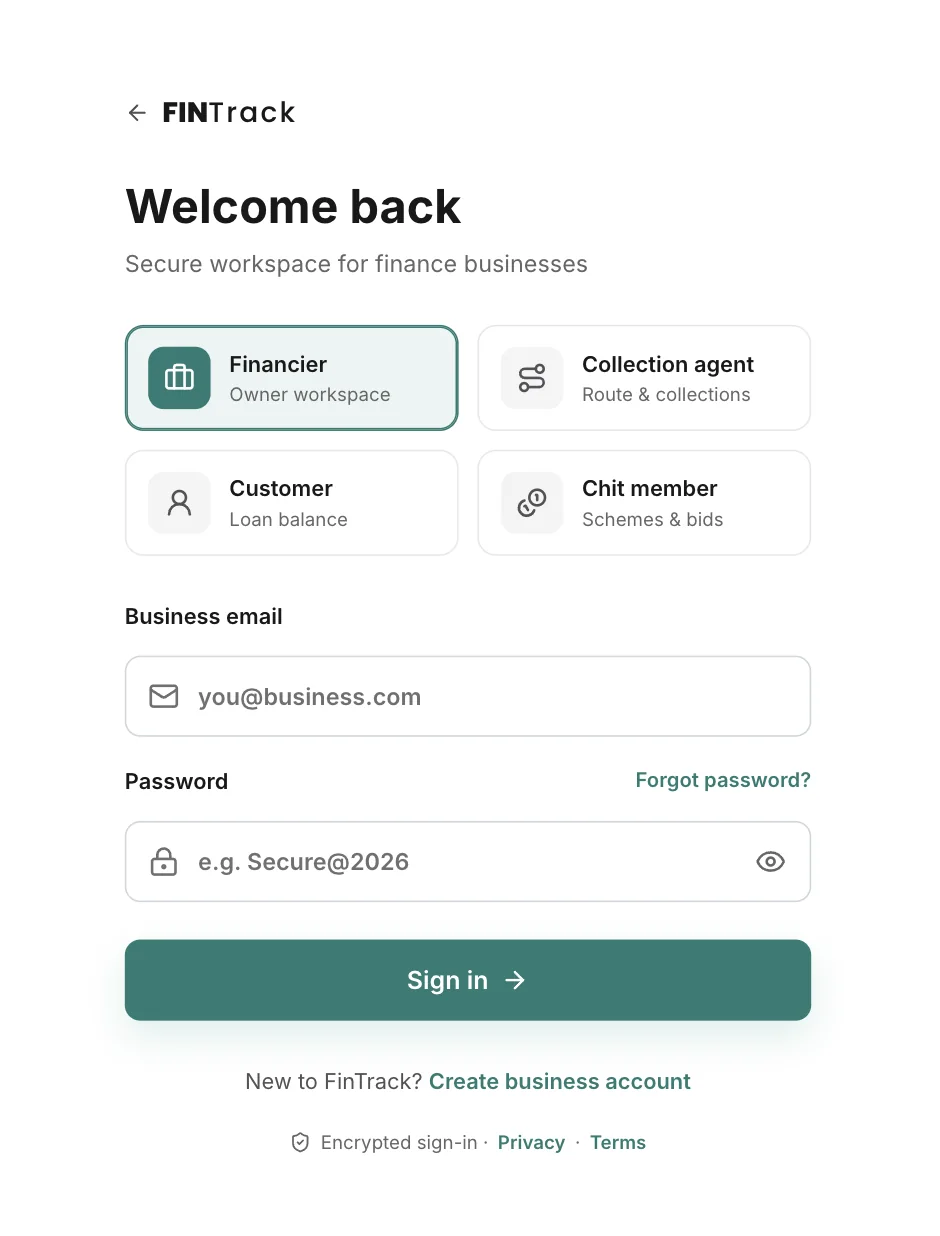 FINTrack
Welcome back
Secure workspace for finance businesses
Financier
Owner workspace
Collection agent
Route & collections
Customer
Loan balance
Chit member
Schemes & bids
Business email
you@business.com
Password
Forgot password?
e.g. Secure@2026
Sign in
New to FinTrack? Create business account
Encrypted sign-in · Privacy · Terms